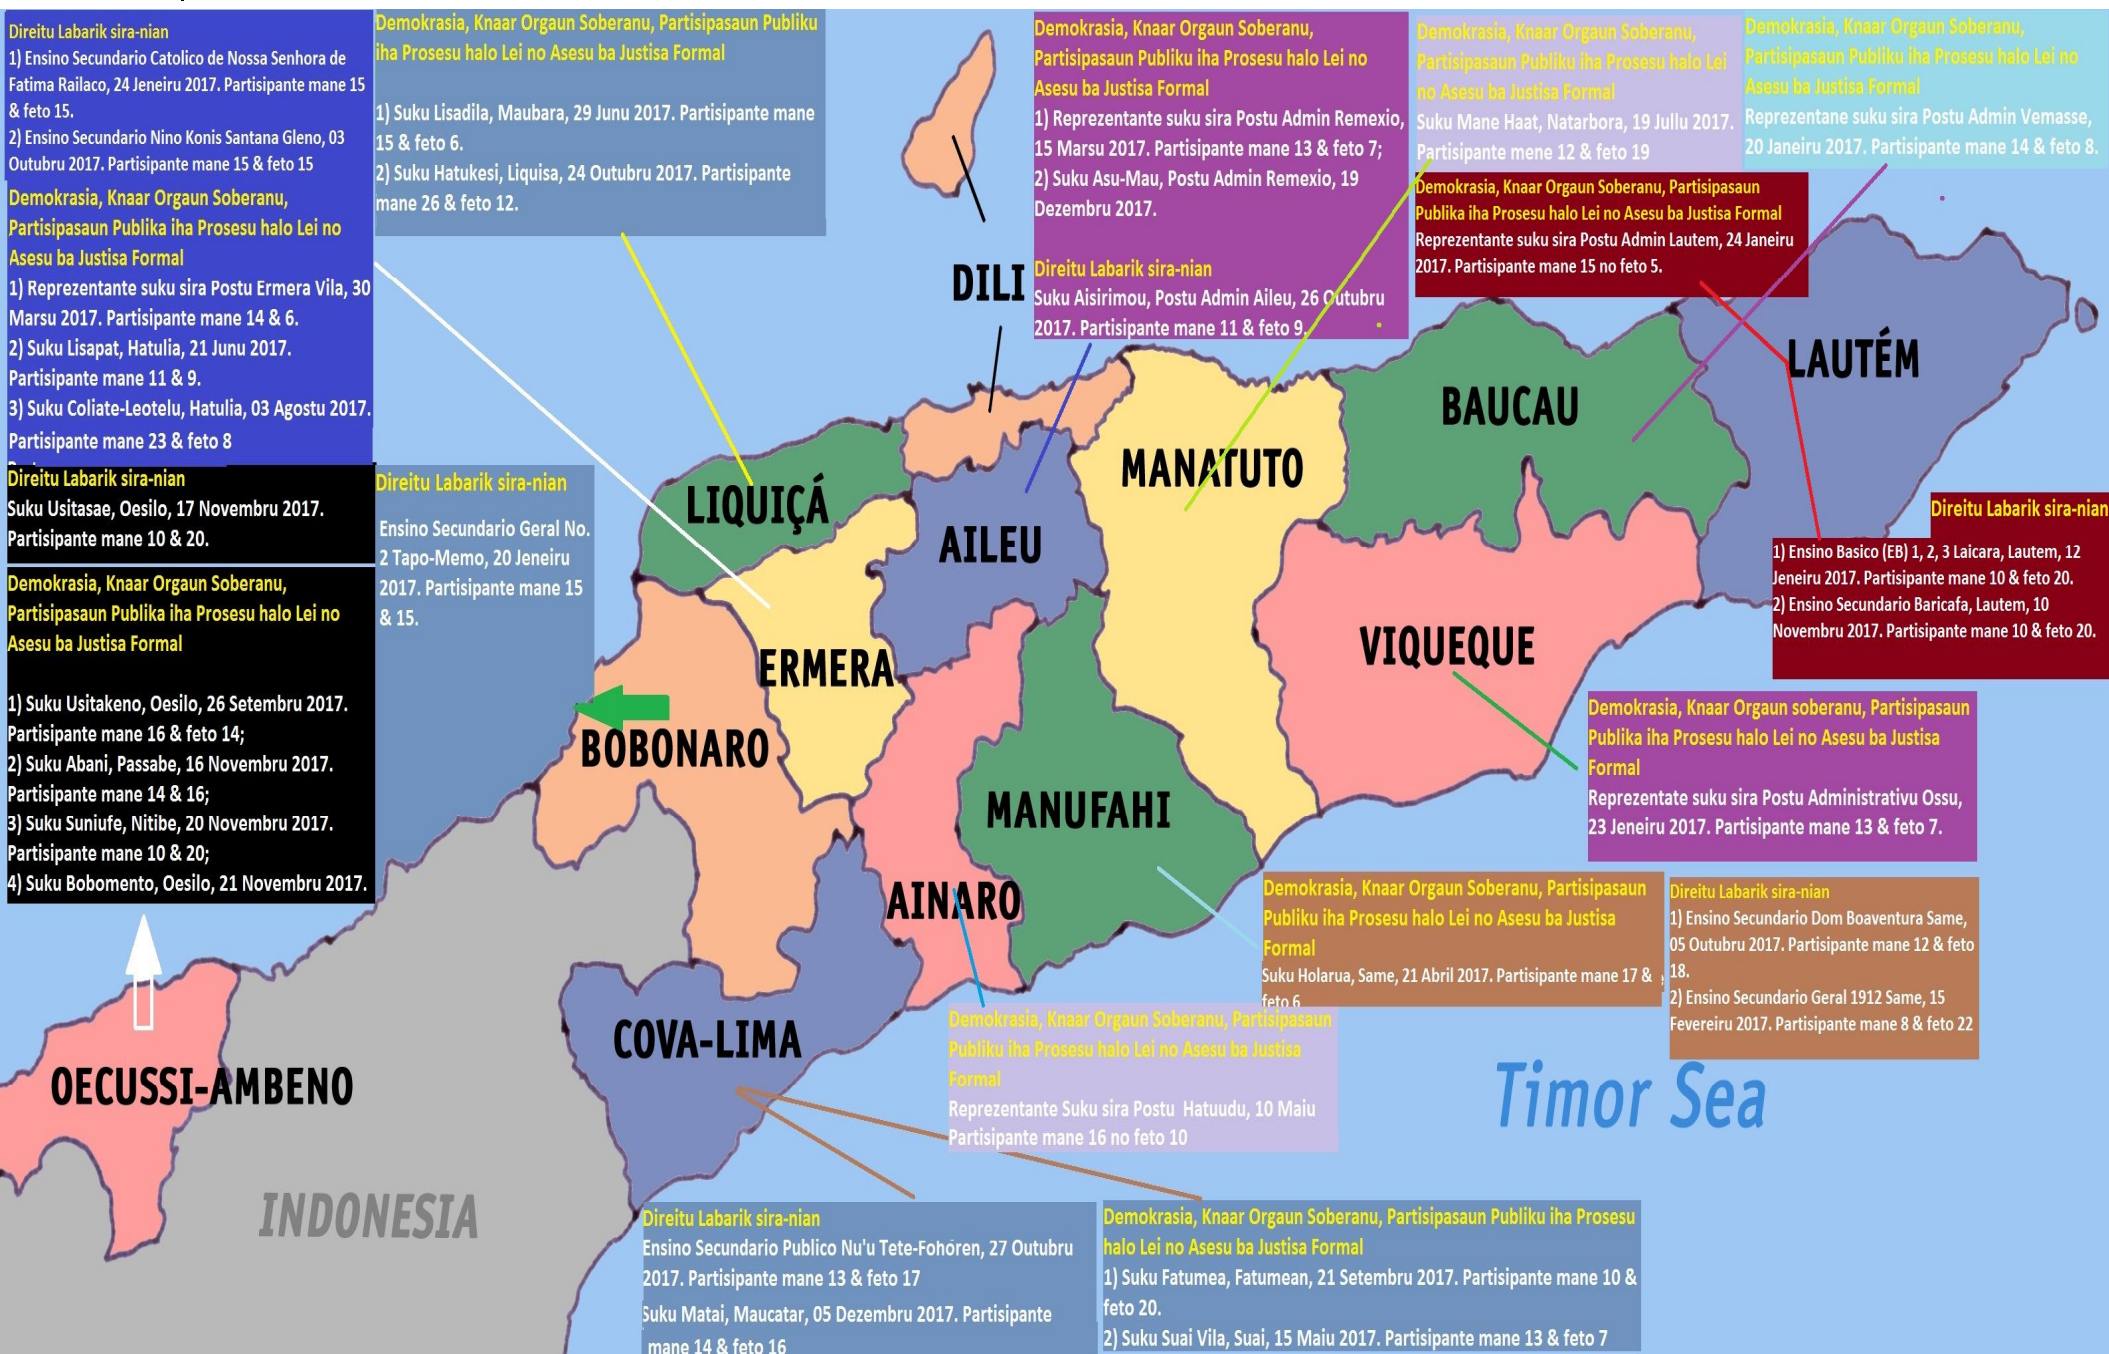 Direitu Labarik sira-nian
1) Ensino Secundario Catolico de Nossa Senhora de
Fatima Railaco, 24 Jeneiru 2017. Partisipante mane 15
& feto 15.
2) Ensino Secundario Nino Konis Santana Gleno, 03
Outubru 2017. Partisipante mane 15 & feto 15
Demokrasia, Knaar Orgaun Soberanu,
Partisipasaun Publika iha Prosesu halo Lei no
Asesu ba Justisa Formal
1) Reprezentante suku sira Postu Ermera Vila, 30
Marsu 2017. Partisipante mane 14 & 6.
2) Suku Lisapat, Hatulia, 21 Junu 2017.
Partisipante mane 11 & 9.
3) Suku Coliate-Leotelu, Hatulia, 03 Agostu 2017.
Partisipante mane 23 & feto 8
Direitu Labarik sira-nian
Suku Usitasae, Oesilo, 17 Novembru 2017.
Partisipante mane 10 & 20.
Demokrasia, Knaar Orgaun Soberanu,
Partisipasaun Publika iha Prosesu halo Lei no
Asesu ba Justisa Formal
1) Suku Usitakeno, Oesilo, 26 Setembru 2017.
Partisipante mane 16 & feto 14;
2) Suku Abani, Passabe, 16 Novembru 2017.
Partisipante mane 14 & 16;
3) Suku Suniufe, Nitibe, 20 Novembru 2017.
Partisipante mane 10 & 20;
4) Suku Bobomento, Oesilo, 21 Novembru 2017.
Demokrasia, Knaar Orgaun Soberanu, Partisipasaun Publiku
iha Prosesu halo Lei no Asesu ba Justisa Formal
1) Suku Lisadila, Maubara, 29 Junu 2017. Partisipante mane
15 & feto 6.
2) Suku Hatukesi, Liquisa, 24 Outubru 2017. Partisipante
mane 26 & feto 12.
Direitu Labarik sira-nian
Ensino Secundario Geral No.
2 Tapo-Memo, 20 Jeneiru
2017. Partisipante mane 15
& 15.
Demokrasia, Knaar Orgaun Soberanu,
Partisipasaun Publiku iha Prosesu halo Lei no
Asesu ba Justisa Formal
1) Reprezentante suku sira Postu Admin Remexio,
15 Marsu 2017. Partisipante mane 13 & feto 7;
2) Suku Asu-Mau, Postu Admin Remexio, 19
Dezembru 2017.
Direitu Labarik sira-nian
Suku Aisirimou, Postu Admin Aileu, 26 Outubru
2017. Partisipante mane 11 & feto 9.
Demokrasia, Knaar Orgaun Soberanu,
Partisipasaun Publiku iha Prosesu halo Lei
no Asesu ba Justisa Formal
Suku Mane Haat, Natarbora, 19 Jullu 2017.
Partisipante mene 12 & feto 19
Demokrasia, Knaar Orgaun Soberanu,
Partisipasaun Publiku iha Prosesu halo Lei no
Asesu ba Justisa Formal
Reprezentane suku sira Postu Admin Vemasse,
20 Janeiru 2017. Partisipante mane 14 & feto 8.
Demokrasia, Knaar Orgaun Soberanu, Partisipasaun
Publika iha Prosesu halo Lei no Asesu ba Justisa Formal
Reprezentante suku sira Postu Admin Lautem, 24 Janeiru
2017. Partisipante mane 15 no feto 5.
Direitu Labarik sira-nian
1) Ensino Basico (EB) 1, 2, 3 Laicara, Lautem, 12
Jeneiru 2017. Partisipante mane 10 & feto 20.
2) Ensino Secundario Baricafa, Lautem, 10
Novembru 2017. Partisipante mane 10 & feto 20.
Demokrasia, Knaar Orgaun soberanu, Partisipasaun
Publika iha Prosesu halo Lei no Asesu ba Justisa
Formal
Reprezentate suku sira Postu Administrativu Ossu,
23 Jeneiru 2017. Partisipante mane 13 & feto 7.
Demokrasia, Knaar Orgaun Soberanu, Partisipasaun
Publiku iha Prosesu halo Lei no Asesu ba Justisa
Formal
Suku Holarua, Same, 21 Abril 2017. Partisipante mane 17 &
feto 6
Direitu Labarik sira-nian
1) Ensino Secundario Dom Boaventura Same,
05 Outubru 2017. Partisipante mane 12 & feto
18.
2) Ensino Secundario Geral 1912 Same, 15
Fevereiru 2017. Partisipante mane 8 & feto 22
Demokrasia, Knaar Orgaun Soberanu, Partisipasaun
Publiku iha Prosesu halo Lei no Asesu ba Justisa
Formal
Reprezentante Suku sira Postu Hatuudu, 10 Maiu
Partisipante mane 16 no feto 10
Direitu Labarik sira-nian
Ensino Secundario Publico Nu'u Tete-Fohoren, 27 Outubru
2017. Partisipante mane 13 & feto 17
Suku Matai, Maucatar, 05 Dezembru 2017. Partisipante
mane 14 & feto 16
Demokrasia, Knaar Orgaun Soberanu, Partisipasaun Publiku iha Prosesu
halo Lei no Asesu ba Justisa Formal
1) Suku Fatumea, Fatumean, 21 Setembru 2017. Partisipante mane 10 &
feto 20.
2) Suku Suai Vila, Suai, 15 Maiu 2017. Partisipante mane 13 & feto 7
DILI
LAUTÉM
BAUCAU
MANATUTO
LIQUIÇÁ
AILEU
VIQUEQUE
ERMERA
BOBONARO
MANUFAHI
AINARO
COVA-LIMA
OECUSSI-AMBENO
INDONESIA
Timor Sea